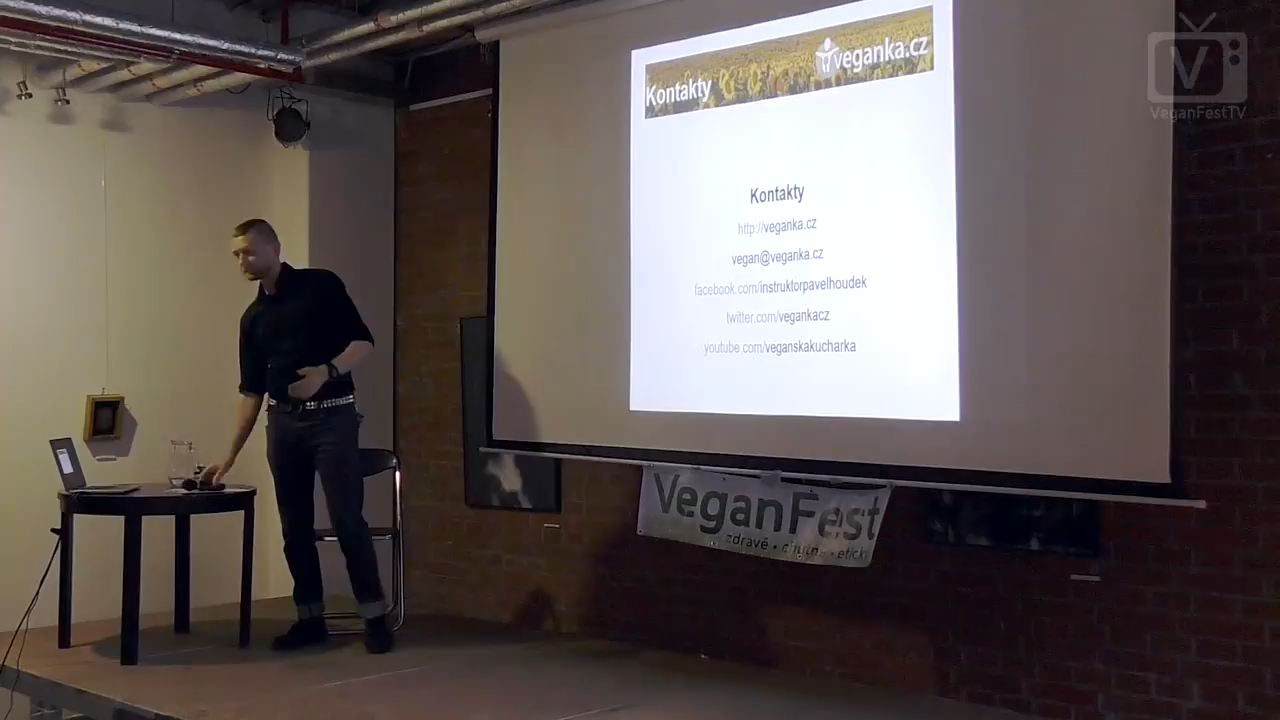 veganka.cz
Kontakty
Kontakty
http://veganka.cz
vegan@veganka.cz
facebook.com/instruktorpavelhoudek
twitter.com/vegankacz
youtube.com/veganskakucharka
V
VeganFestTV
VeganFest
zdravě • chutně • eticky